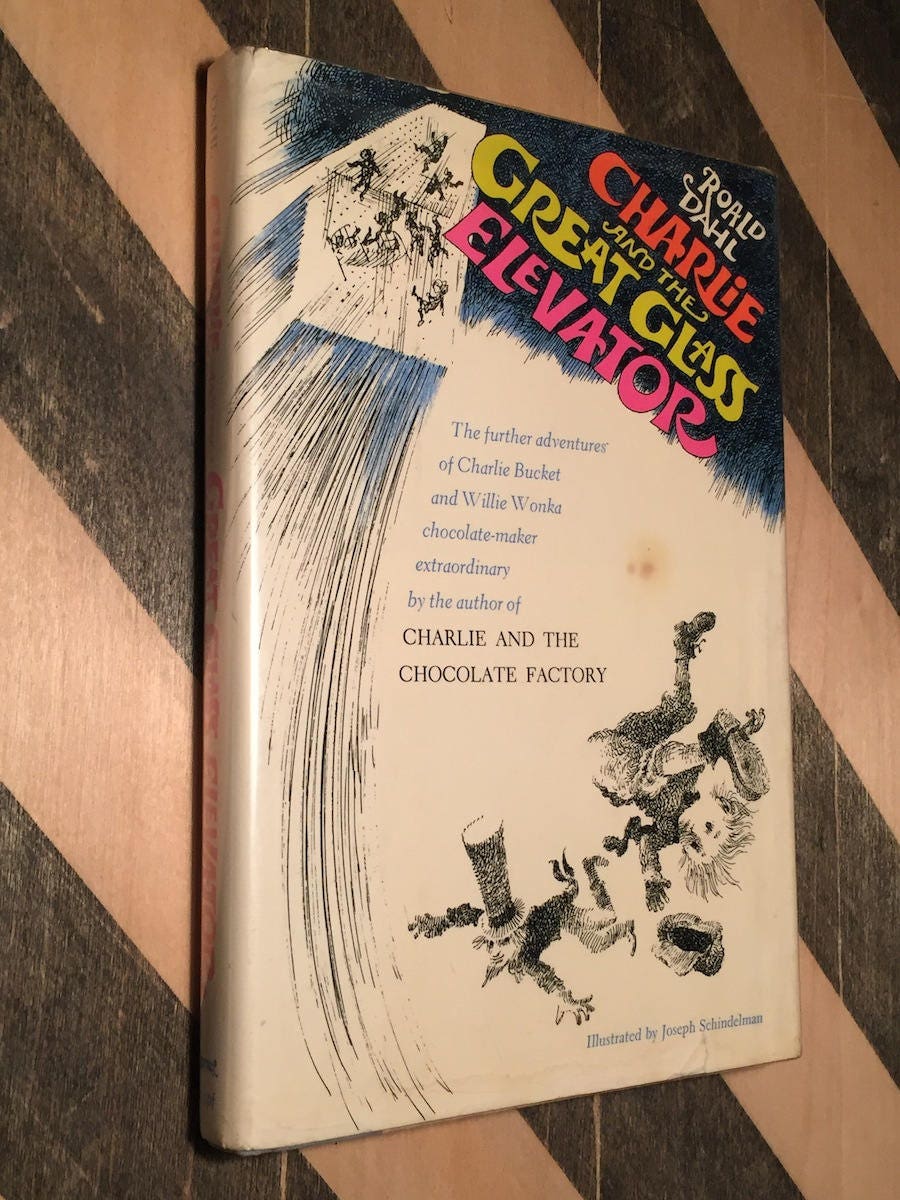 ROALD
DAHL
CHARLIE
AND THE
GREAT GLASS
ELEVATOR
The further adventures
of Charlie Bucket
and Willie Wonka
chocolate-maker
extraordinary
by the author of
CHARLIE AND THE
CHOCOLATE FACTORY
Illustrated by Joseph Schindelman